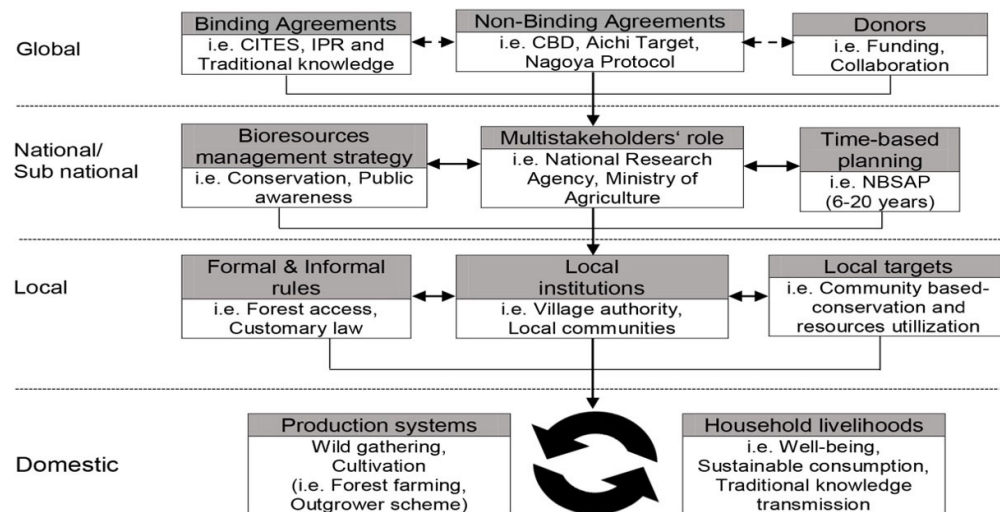 Global
Binding Agreements
i.e. CITES, IPR and
Traditional knowledge
Non-Binding Agreements
i.e. CBD, Aichi Target,
Nagoya Protocol
Donors
i.e. Funding,
Collaboration
National/
Sub national
Bioresources
management strategy
i.e. Conservation, Public
awareness
Multistakeholders' role
i.e. National Research
Agency, Ministry of
Agriculture
Time-based
planning
i.e. NBSAP
(6-20 years)
Local
Formal & Informal
rules
i.e. Forest access,
Customary law
Local
institutions
i.e. Village authority,
Local communities
Local targets
i.e. Community based-
conservation and
resources utillization
Domestic
Production systems
Wild gathering,
Cultivation
(i.e. Forest farming,
Outgrower scheme)
Household livelihoods
i.e. Well-being,
Sustainable consumption,
Traditional knowledge
transmission